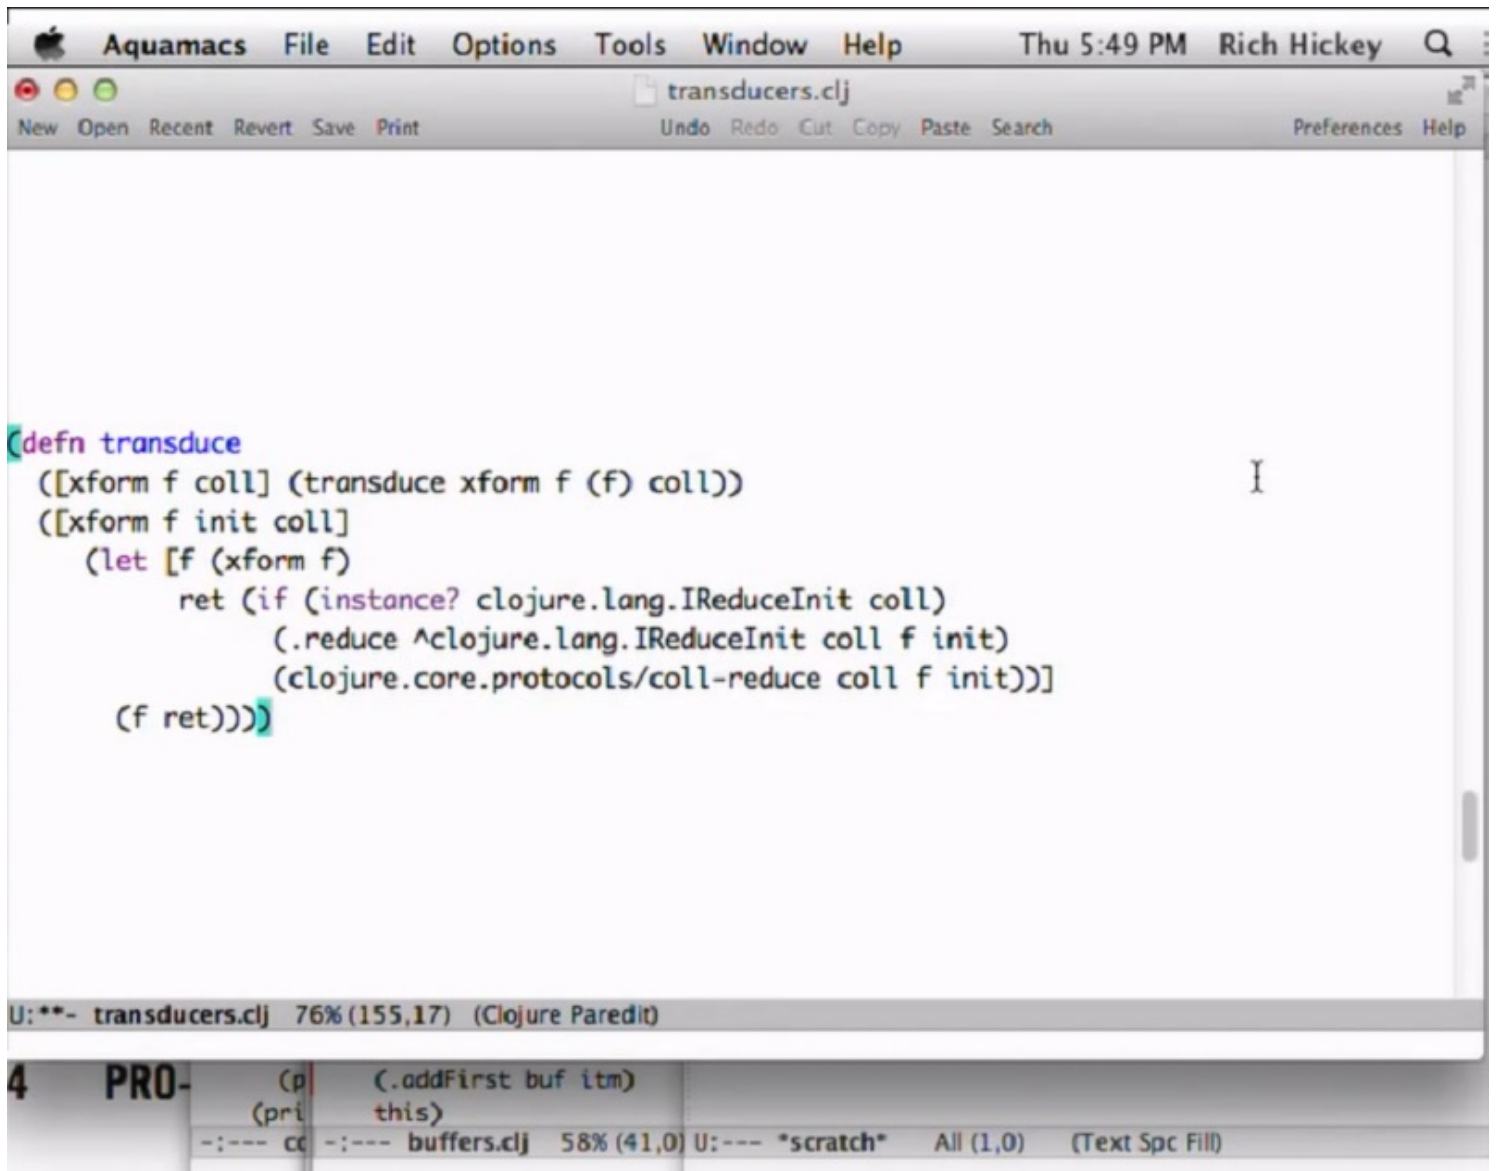 Aquamacs File Edit Options Tools Window Help Thu 5:49 PM Rich Hickey
transducers.clj
New Open Recent Revert Save Print Undo Redo Cut Copy Paste Search Preferences Help
(defn transduce
  ([xform f coll] (transduce xform f (f) coll))
  ([xform f init coll]
     (let [f (xform f)
           ret (if (instance? clojure.lang.IReduceInit coll)
                 (.reduce ^clojure.lang.IReduceInit coll f init)
                 (clojure.core.protocols/coll-reduce coll f init))]
       (f ret))))
U:**- transducers.clj 76% (155,17) (Clojure Paredit)
4 PRO- (p (.addFirst buf itm)
(pri this)
-:--- co -:--- buffers.clj 58% (41,0) U:--- *scratch* All (1,0) (Text Spc Fill)